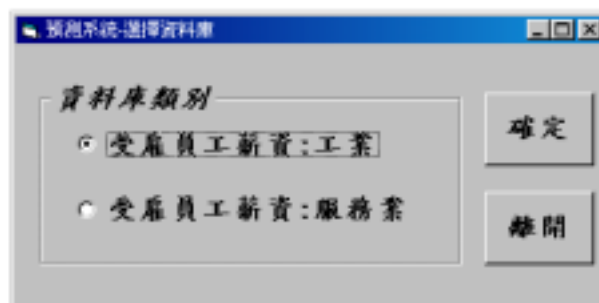 預測系統-選擇資料庫
資料庫類別
受雇員工薪資:工業
受雇員工薪資:服務業
確定
離開